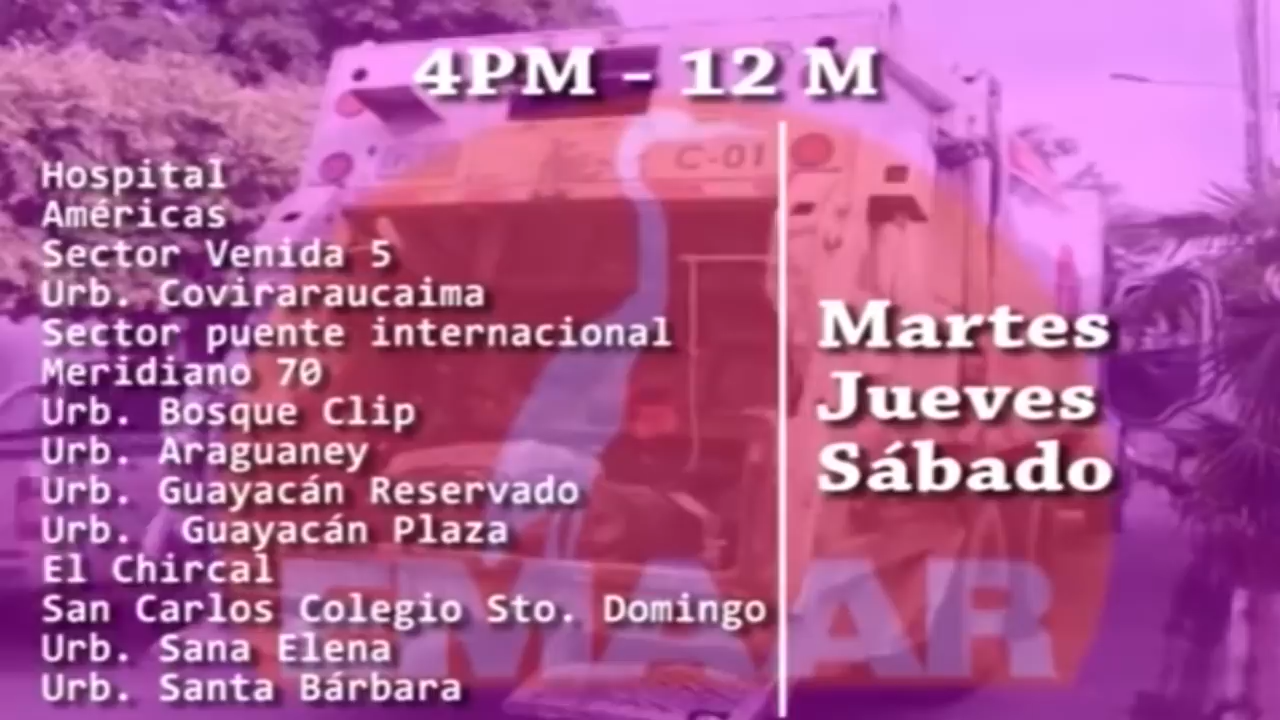 4PM - 12 M
C-01
Hospital
Américas
Sector Venida 5
Urb. Coviraraucaima
Sector puente internacional
Meridiano 70
Urb. Bosque Clip
Urb. Araguaney
Urb. Guayacán Reservado
Urb.  Guayacán Plaza
El Chircal
San Carlos Colegio Sto. Domingo
Urb. Sana Elena
Urb. Santa Bárbara
Martes
Jueves
Sábado
EMAAR